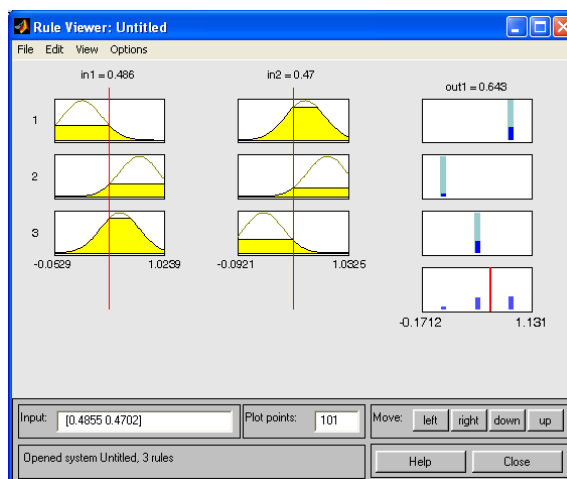 Rule Viewer: Untitled
File Edit View Options
in1 = 0.486
in2 = 0.47
out1 = 0.643
1
2
3
-0.0529 1.0239
-0.0921 1.0325
-0.1712 1.131
Input: [0.4855 0.4702]
Plot points: 101
Move: left right down up
Opened system Untitled, 3 rules
Help Close